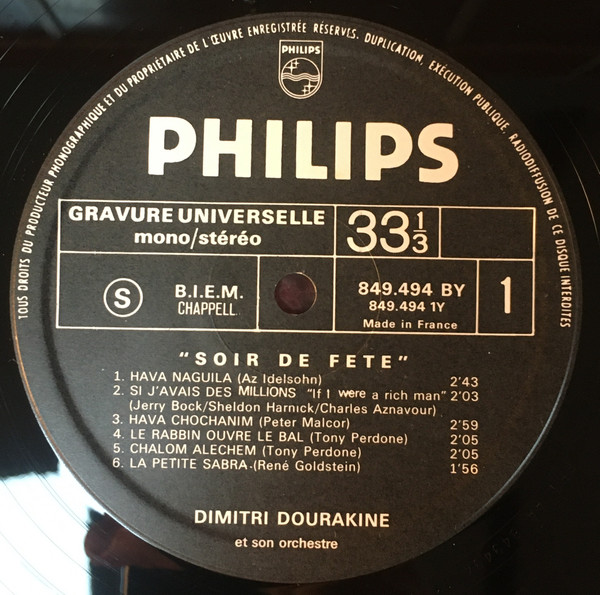 TOUS DROITS DU PRODUCTEUR PHONOGRAPHIQUE ET DU PROPRIÉTAIRE DE L'ŒUVRE ENREGISTRÉE RÉSERVÉS. DUPLICATION, EXÉCUTION PUBLIQUE, RADIODIFFUSION DE CE DISQUE INTERDITES
PHILIPS
PHILIPS
GRAVURE UNIVERSELLE
mono/stéréo
33 1/3
S
B.I.E.M.
CHAPPELL
849.494 BY
849.494 1Y
Made in France
1
"SOIR DE FETE"
1. HAVA NAGUILA (Az Idelsohn) 2'43
2. SI J'AVAIS DES MILLIONS "If I were a rich man" 2'03
(Jerry Bock/Sheldon Harnick/Charles Aznavour)
3. HAVA CHOCHANIM (Peter Malcor) 2'59
4. LE RABBIN OUVRE LE BAL (Tony Perdone) 2'05
5. CHALOM ALECHEM (Tony Perdone) 2'05
6. LA PETITE SABRA (René Goldstein) 1'56
DIMITRI DOURAKINE
et son orchestre